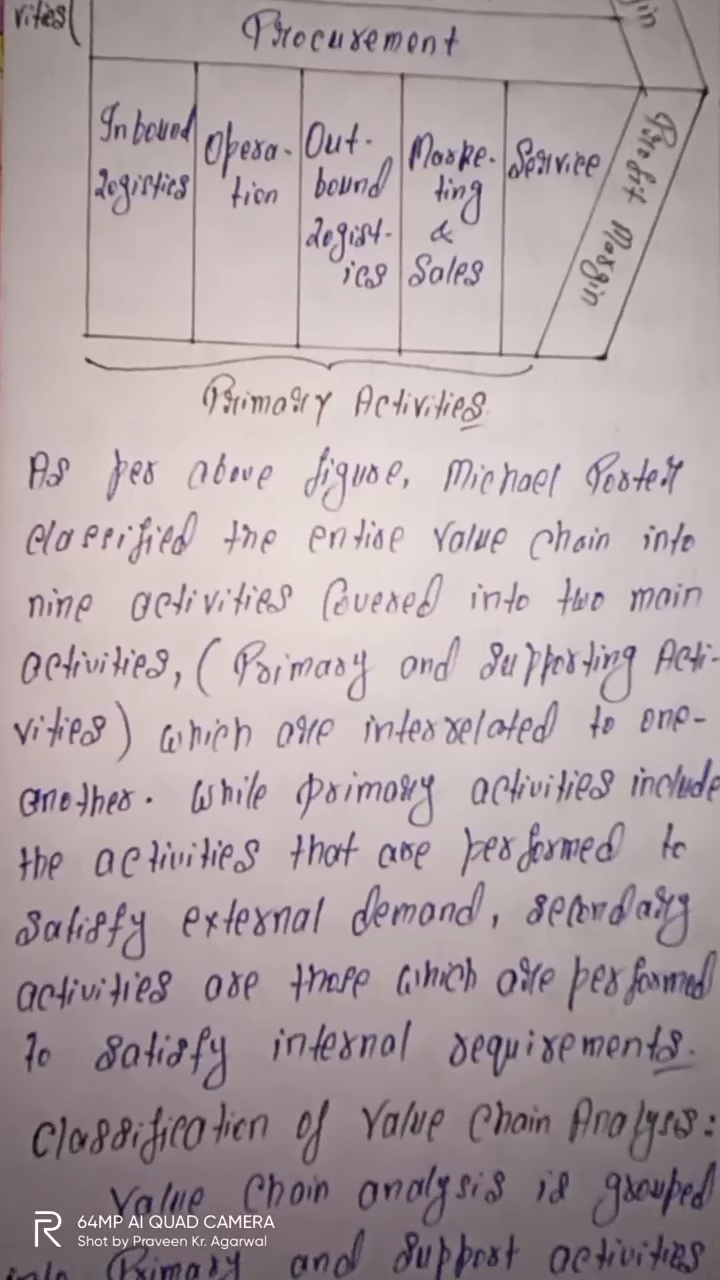 vities
gin
Procurement
Inbound
Logistics
Opera-
tion
Out-
bound
Logist-
ics
Marke-
ting
&
Sales
Service
Profit Margin
Primary Activities
As per above figure, Michael Porter
classified the entire value chain into
nine activities covered into two main
activities, (Primary and Supporting Acti-
vities) which are interrelated to one-
another. While primary activities include
the activities that are performed to
satisfy external demand, secondary
activities are those which are performed
to satisfy internal requirements.
Classification of Value Chain Analysis:
Value Chain analysis is grouped
into Primary and Support activities
64MP AI QUAD CAMERA
Shot by Praveen Kr. Agarwal